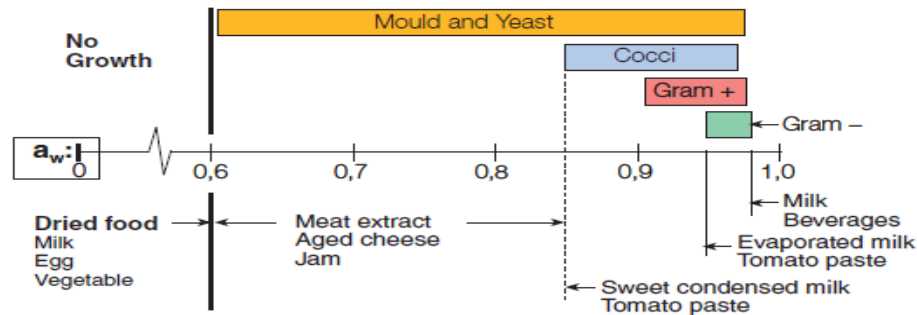 Mould and Yeast
No
Growth
Cocci
Gram +
Gram –
aw:
0
0,6
0,7
0,8
0,9
1,0
Dried food
Milk
Egg
Vegetable
Meat extract
Aged cheese
Jam
Milk
Beverages
Evaporated milk
Tomato paste
Sweet condensed milk
Tomato paste